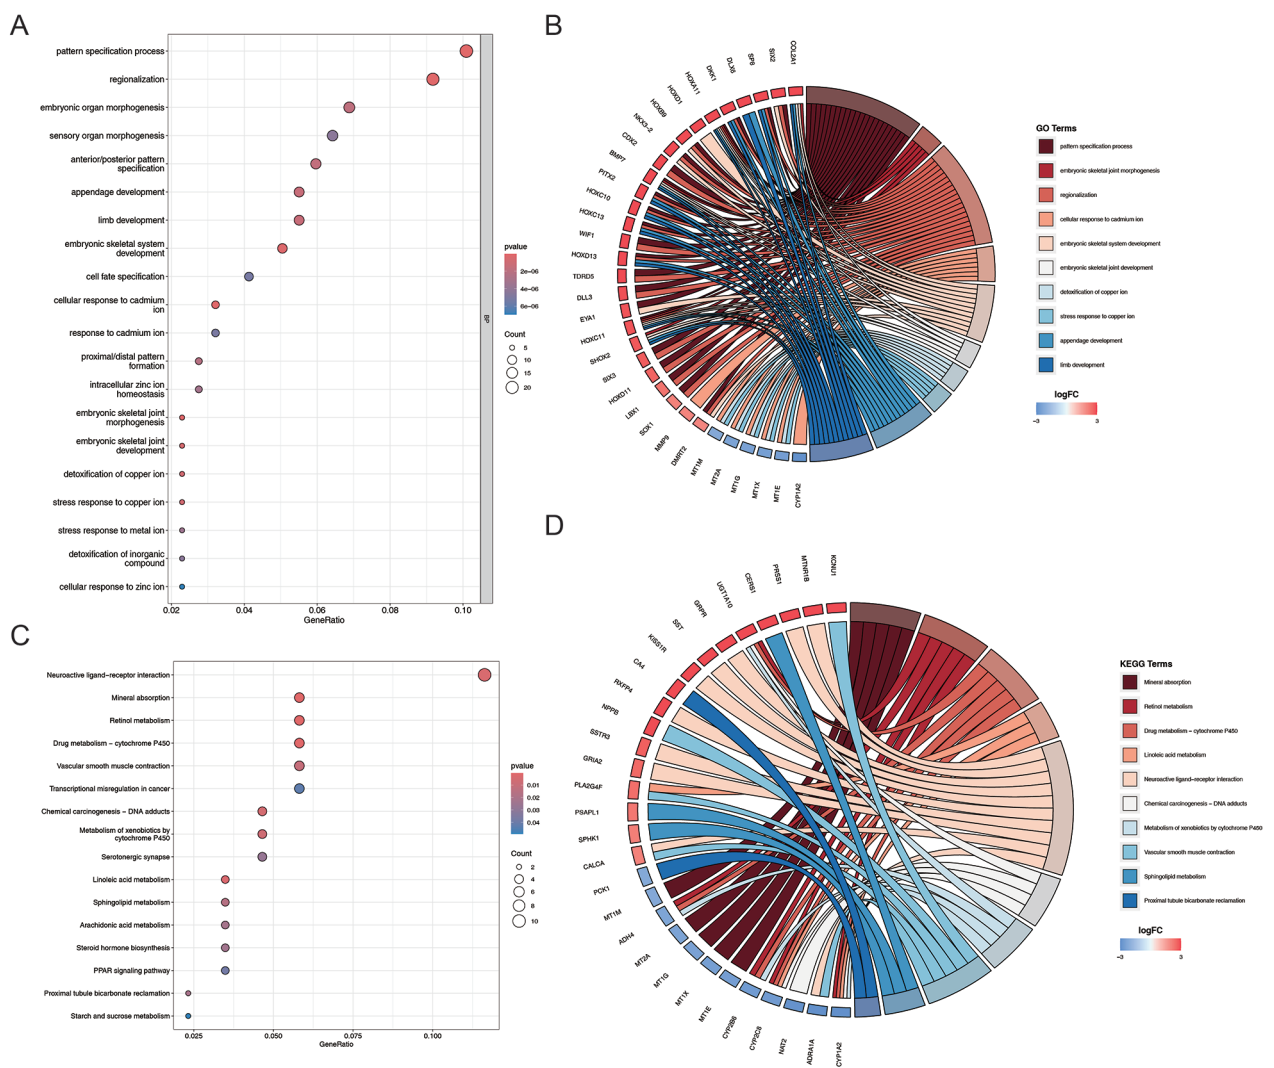 A
pattern specification process
regionalization
embryonic organ morphogenesis
sensory organ morphogenesis
anterior/posterior pattern
specification
appendage development
limb development
embryonic skeletal system
development
cell fate specification
cellular response to cadmium
ion
response to cadmium ion
proximal/distal pattern
formation
intracellular zinc ion
homeostasis
embryonic skeletal joint
morphogenesis
embryonic skeletal joint
development
detoxification of copper ion
stress response to copper ion
stress response to metal ion
detoxification of inorganic
compound
cellular response to zinc ion
0.02
0.04
0.06
0.08
0.10
GeneRatio
BP
pvalue
2e−06
4e−06
6e−06
Count
5
10
15
20
B
COL2A1
SIX2
SP8
DLX6
DKK1
HOXA11
HOXD1
HOXB9
NKX3−2
CDX2
BMP7
PITX2
HOXC10
HOXC13
WIF1
HOXD13
TDRD5
DLL3
EYA1
HOXC11
SHOX2
SIX3
HOXD11
LBX1
SOX1
MMP9
DMRT2
MT1M
MT2A
MT1G
MT1X
MT1E
CYP1A2
GO Terms
pattern specification process
embryonic skeletal joint morphogenesis
regionalization
cellular response to cadmium ion
embryonic skeletal system development
embryonic skeletal joint development
detoxification of copper ion
stress response to copper ion
appendage development
limb development
logFC
−3
3
C
Neuroactive ligand−receptor interaction
Mineral absorption
Retinol metabolism
Drug metabolism − cytochrome P450
Vascular smooth muscle contraction
Transcriptional misregulation in cancer
Chemical carcinogenesis − DNA adducts
Metabolism of xenobiotics by
cytochrome P450
Serotonergic synapse
Linoleic acid metabolism
Sphingolipid metabolism
Arachidonic acid metabolism
Steroid hormone biosynthesis
PPAR signaling pathway
Proximal tubule bicarbonate reclamation
Starch and sucrose metabolism
0.025
0.050
0.075
0.100
GeneRatio
pvalue
0.01
0.02
0.03
0.04
Count
2
4
6
8
10
D
KCNU1
MTNR1B
PRSS1
CERS1
UGT1A10
GRPR
SST
KISS1R
CA4
RXFP4
NPPB
SSTR3
GRIA2
PLA2G4F
PSAPL1
SPHK1
CALCA
PCK1
MT1M
ADH4
MT2A
MT1G
MT1X
MT1E
CYP2B6
CYP2C8
NAT2
ADRA1A
CYP1A2
KEGG Terms
Mineral absorption
Retinol metabolism
Drug metabolism − cytochrome P450
Linoleic acid metabolism
Neuroactive ligand−receptor interaction
Chemical carcinogenesis − DNA adducts
Metabolism of xenobiotics by cytochrome P450
Vascular smooth muscle contraction
Sphingolipid metabolism
Proximal tubule bicarbonate reclamation
logFC
−3
3